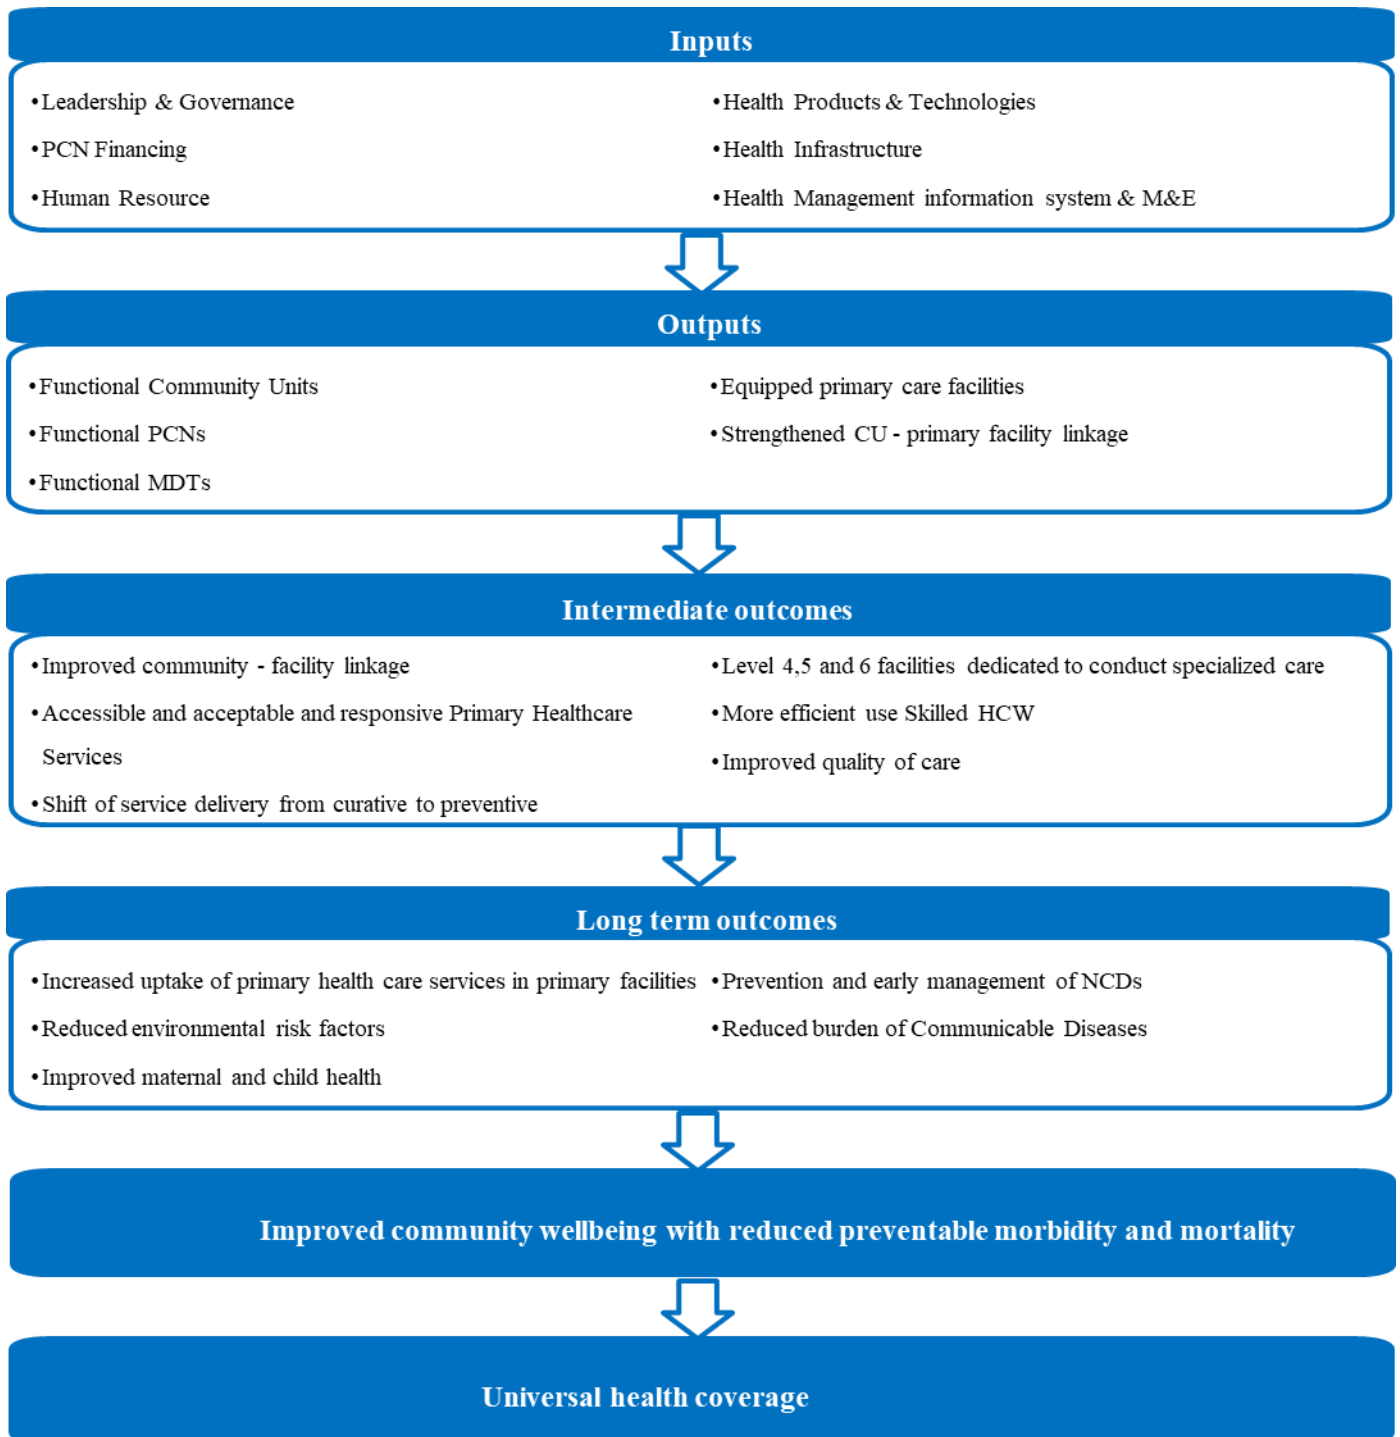 Inputs
•Leadership & Governance
•PCN Financing
•Human Resource
•Health Products & Technologies
•Health Infrastructure
•Health Management information system & M&E
Outputs
•Functional Community Units
•Functional PCNs
•Functional MDTs
•Equipped primary care facilities
•Strengthened CU - primary facility linkage
Intermediate outcomes
•Improved community - facility linkage
•Accessible and acceptable and responsive Primary Healthcare
Services
•Shift of service delivery from curative to preventive
•Level 4,5 and 6 facilities dedicated to conduct specialized care
•More efficient use Skilled HCW
•Improved quality of care
Long term outcomes
•Increased uptake of primary health care services in primary facilities
•Reduced environmental risk factors
•Improved maternal and child health
•Prevention and early management of NCDs
•Reduced burden of Communicable Diseases
Improved community wellbeing with reduced preventable morbidity and mortality
Universal health coverage